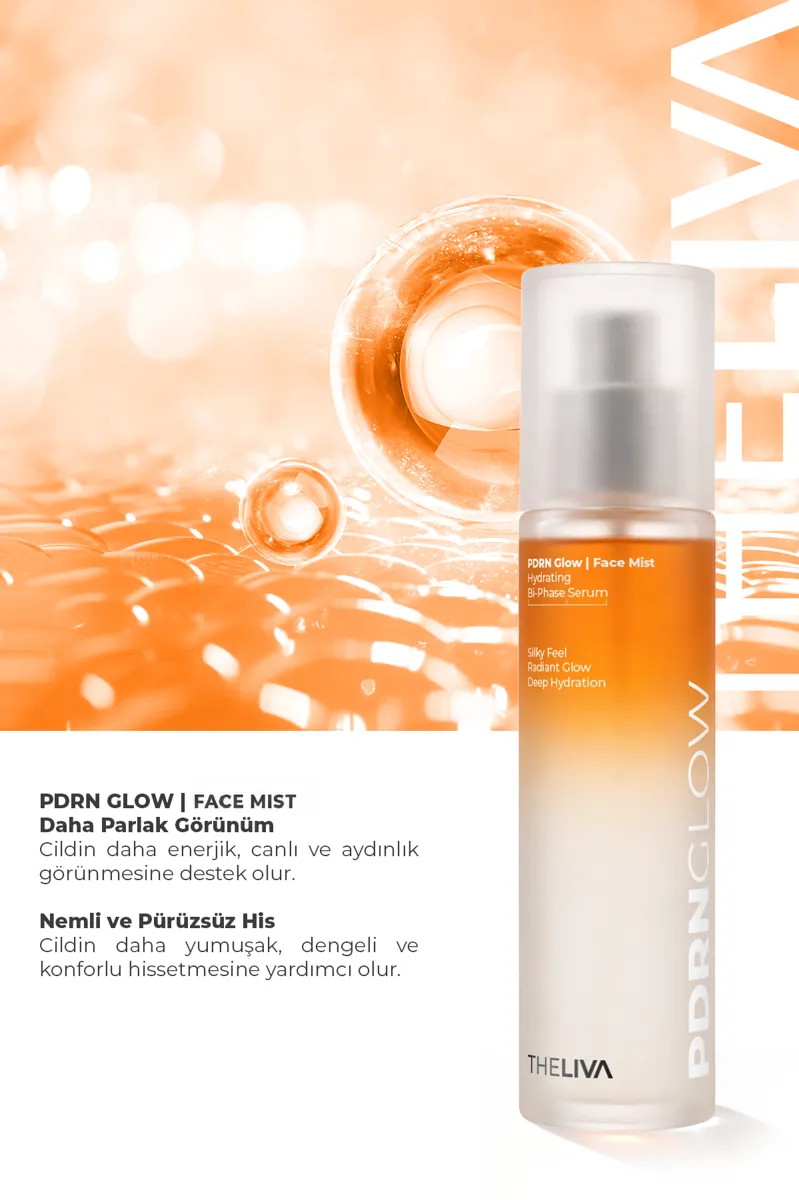 THELIVA
PDRN Glow | Face Mist
Hydrating
Bi-Phase Serum
Silky Feel
Radiant Glow
Deep Hydration
PDRNGLOW
THELIVA
PDRN GLOW | FACE MIST
Daha Parlak Görünüm
Cildin daha enerjik, canlı ve aydınlık
görünmesine destek olur.
Nemli ve Pürüzsüz His
Cildin daha yumuşak, dengeli ve
konforlu hissetmesine yardımcı olur.